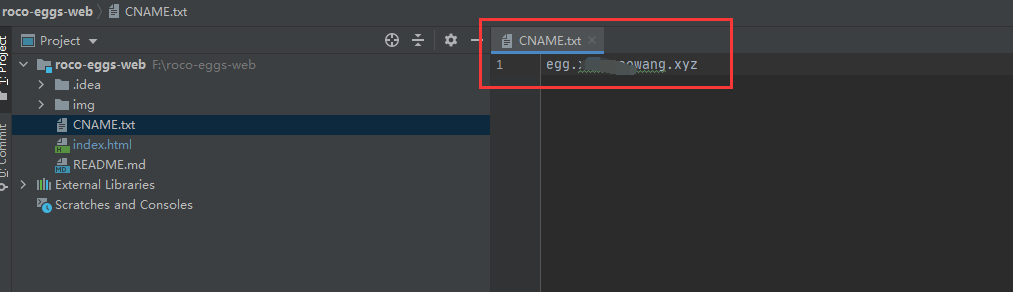 roco-eggs-web CNAME.txt
1: Project
Project
CNAME.txt
roco-eggs-web F:\roco-eggs-web
1 egg. owang.xyz
.idea
img
CNAME.txt
0: Commit
index.html
README.md
External Libraries
Scratches and Consoles